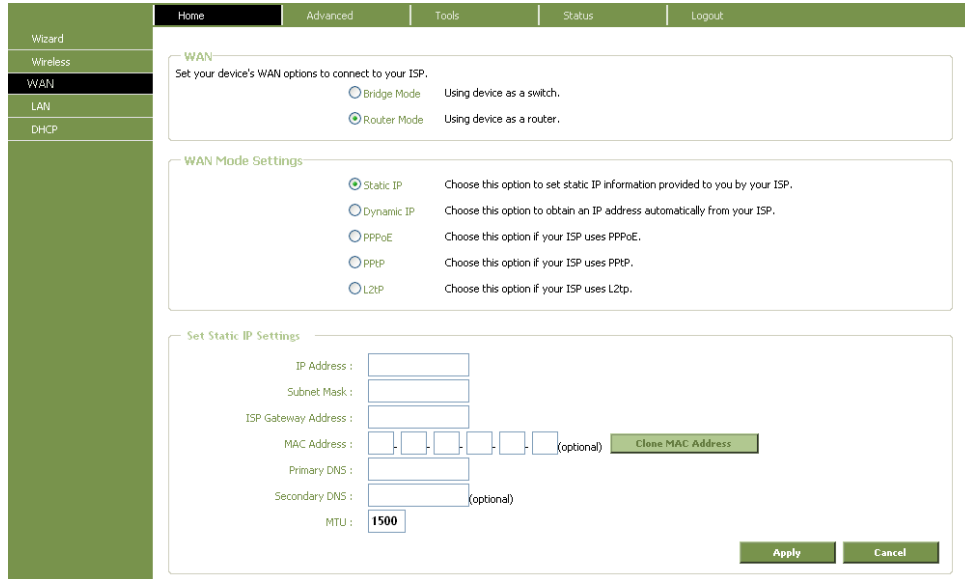 Home Advanced Tools Status Logout
Wizard
Wireless
WAN
LAN
DHCP
WAN
Set your device's WAN options to connect to your ISP.
Bridge Mode Using device as a switch.
Router Mode Using device as a router.
WAN Mode Settings
Static IP Choose this option to set static IP information provided to you by your ISP.
Dynamic IP Choose this option to obtain an IP address automatically from your ISP.
PPPoE Choose this option if your ISP uses PPPoE.
PPtP Choose this option if your ISP uses PPtP.
L2tP Choose this option if your ISP uses L2tp.
Set Static IP Settings
IP Address :
Subnet Mask :
ISP Gateway Address :
MAC Address : - - - - - (optional) Clone MAC Address
Primary DNS :
Secondary DNS : (optional)
MTU : 1500
Apply Cancel